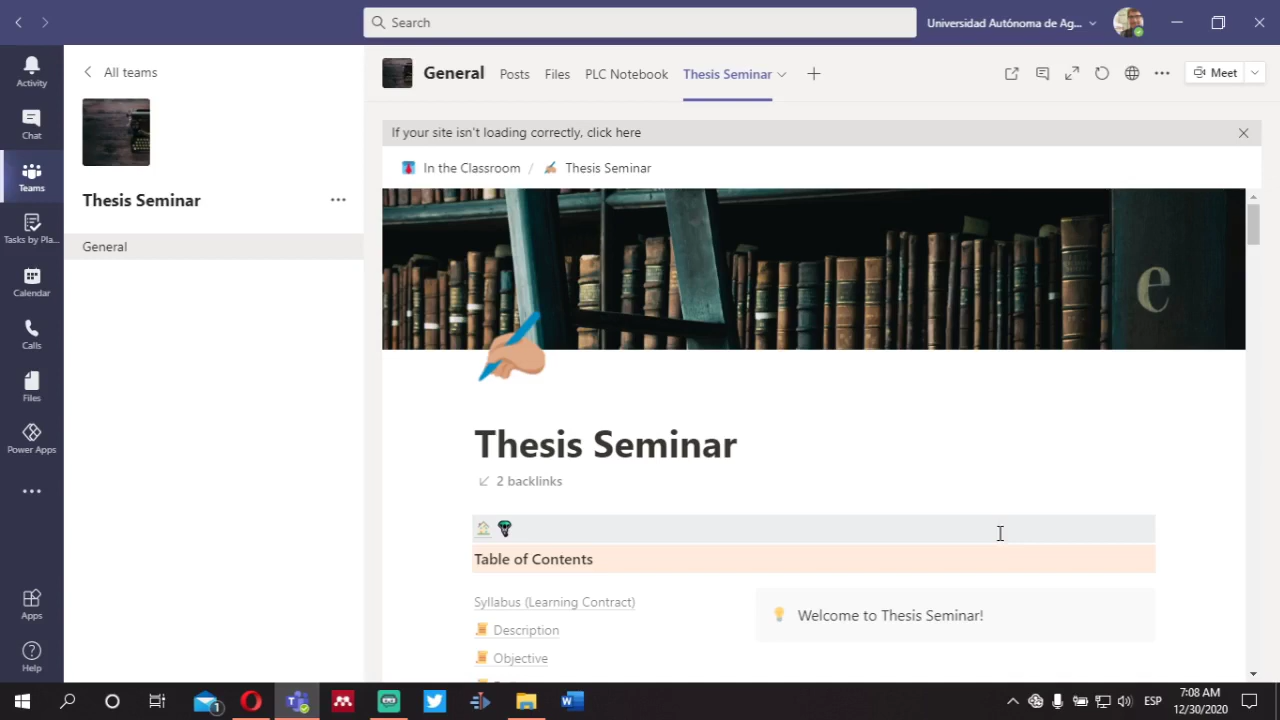 Search
Universidad Autónoma de Ag...
Activity
Chat
Teams
Tasks by Pla...
Calendar
Calls
Files
Power Apps
Apps
Help
All teams
Thesis Seminar
General
General Posts Files PLC Notebook Thesis Seminar
Meet
If your site isn't loading correctly, click here
In the Classroom / Thesis Seminar
e
Thesis Seminar
2 backlinks
Table of Contents
Syllabus (Learning Contract)
Description
Objective
Welcome to Thesis Seminar!
1
ESP
7:08 AM
12/30/2020